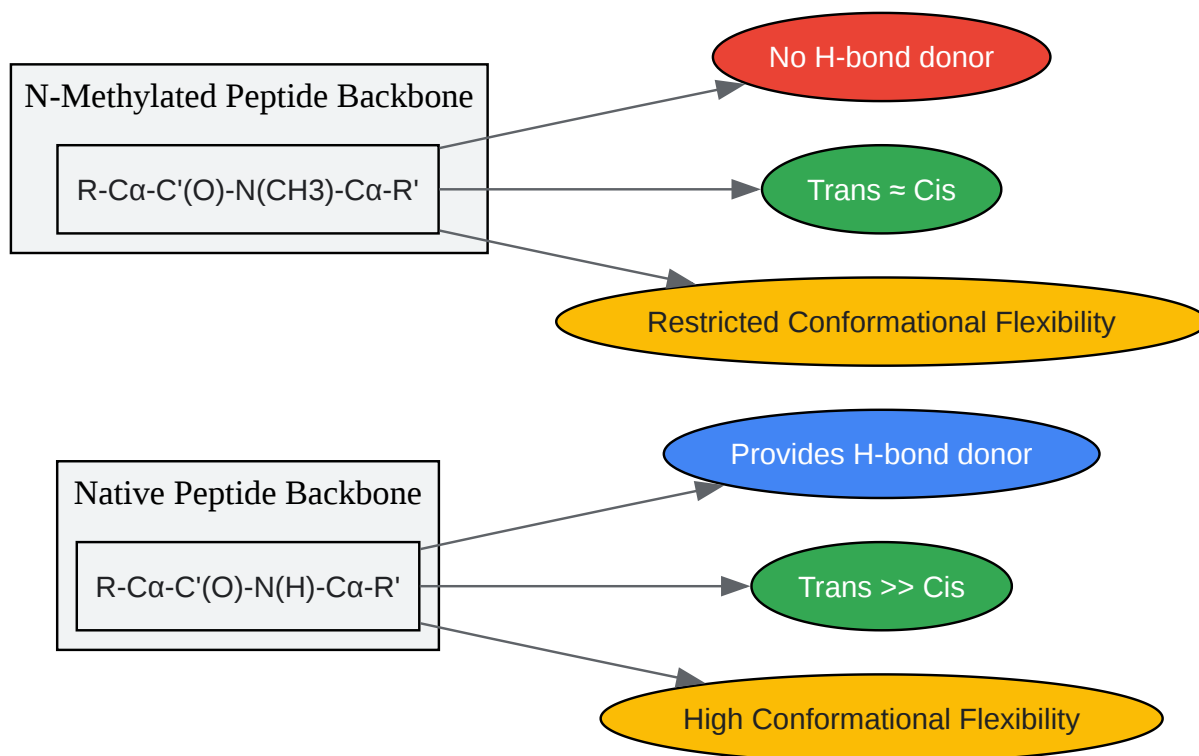 N-Methylated Peptide Backbone
R-Cα-C'(O)-N(CH3)-Cα-R'
No H-bond donor
Trans ≈ Cis
Restricted Conformational Flexibility
Native Peptide Backbone
R-Cα-C'(O)-N(H)-Cα-R'
Provides H-bond donor
Trans >> Cis
High Conformational Flexibility